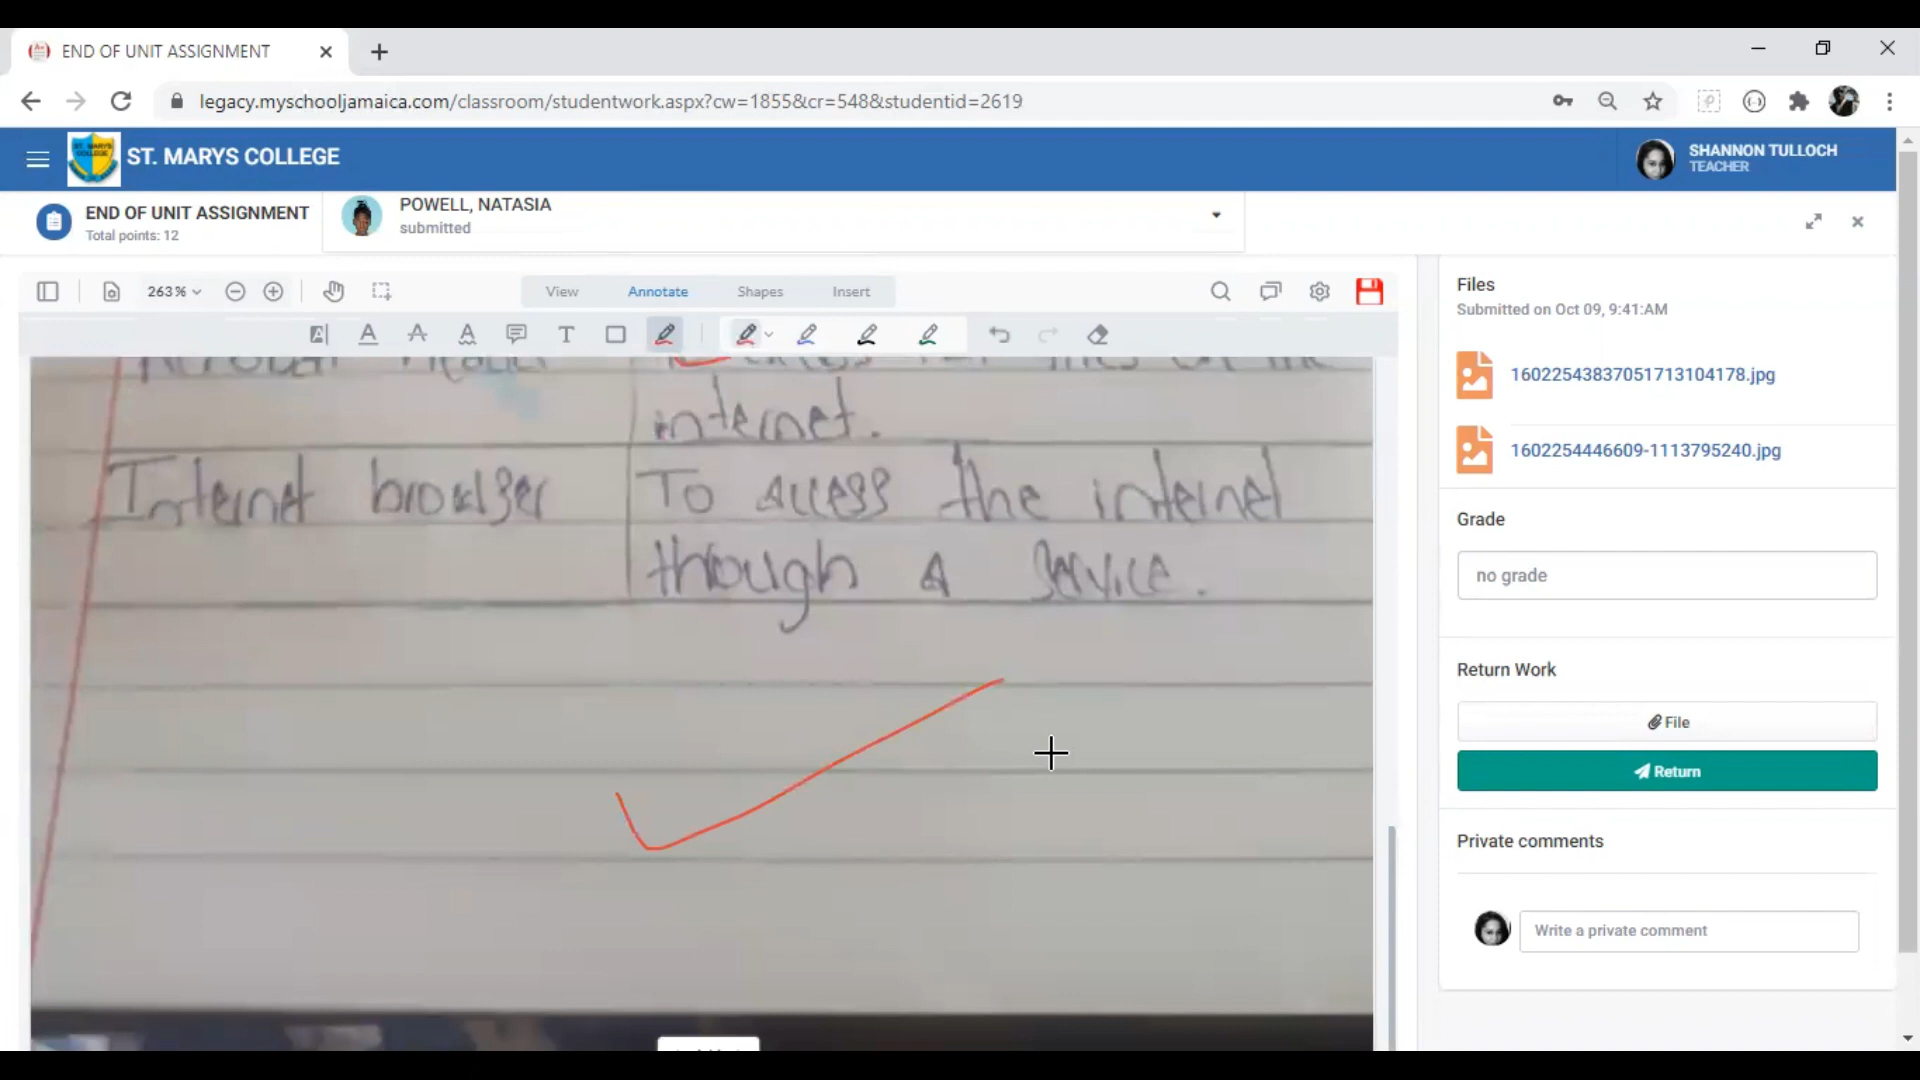 END OF UNIT ASSIGNMENT
legacy.myschooljamaica.com/classroom/studentwork.aspx?cw=1855&cr=548&studentid=2619
ST. MARYS COLLEGE
SHANNON TULLOCH
TEACHER
END OF UNIT ASSIGNMENT
Total points: 12
POWELL, NATASIA
submitted
263%
View
Annotate
Shapes
Insert
internet.
Internet browser
To access the internet
through a service.
Files
Submitted on Oct 09, 9:41:AM
16022543837051713104178.jpg
1602254446609-1113795240.jpg
Grade
no grade
Return Work
File
Return
Private comments
Write a private comment